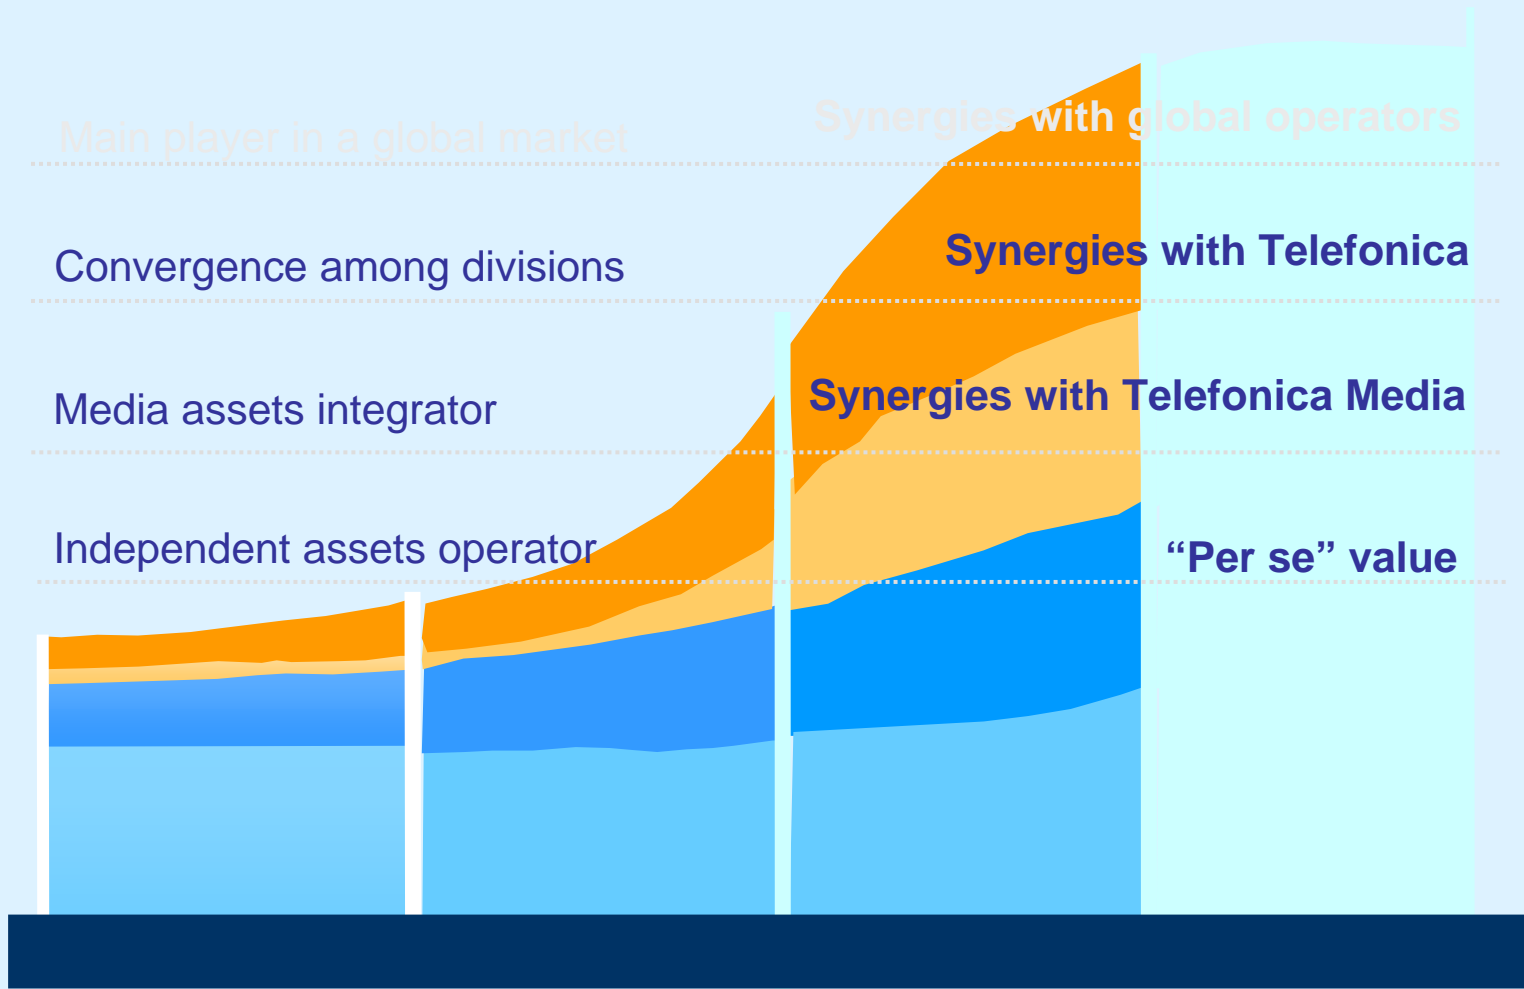 Main player in a global market
Synergies with global operators
Convergence among divisions
Synergies with Telefonica
Media assets integrator
Synergies with Telefonica Media
Independent assets operator
“Per se” value